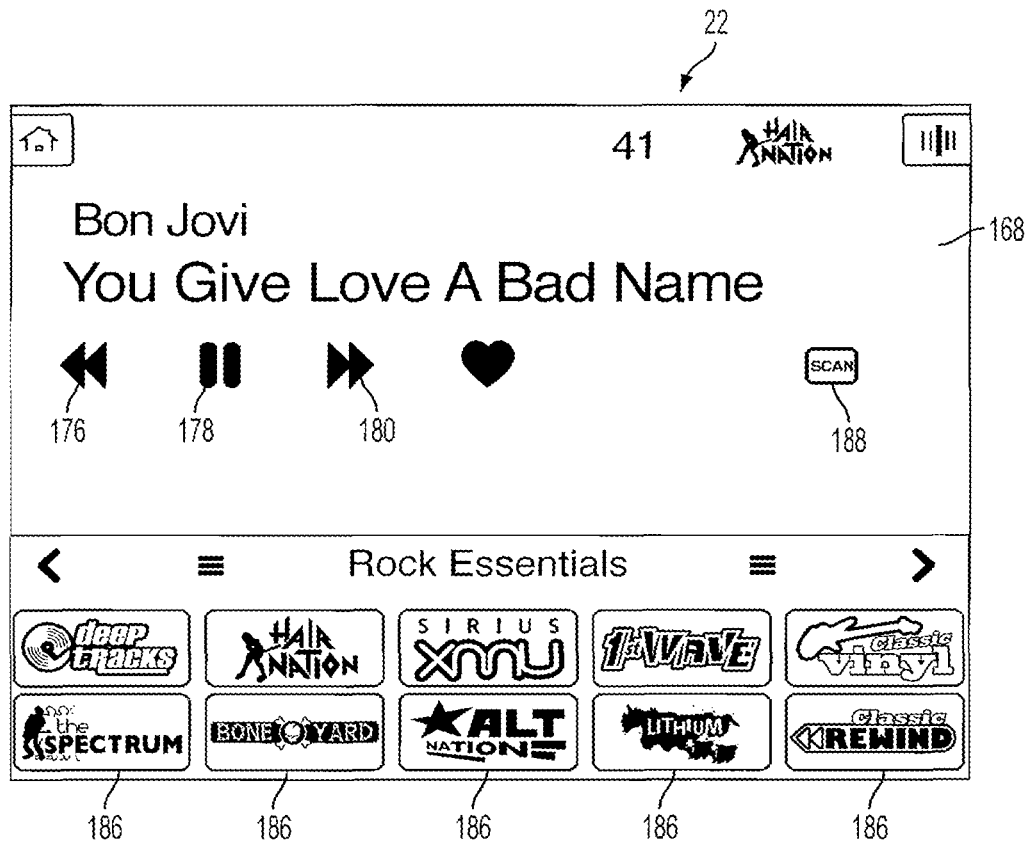 22
41 HAIR NATION
Bon Jovi
168
You Give Love A Bad Name
SCAN
176 178 180 188
Rock Essentials
deep tracks
HAIR NATION
SIRIUS xmu
1st WAVE
Classic vinyl
the SPECTRUM
BONE YARD
ALT NATION
LITHIUM
Classic REWIND
186 186 186 186 186